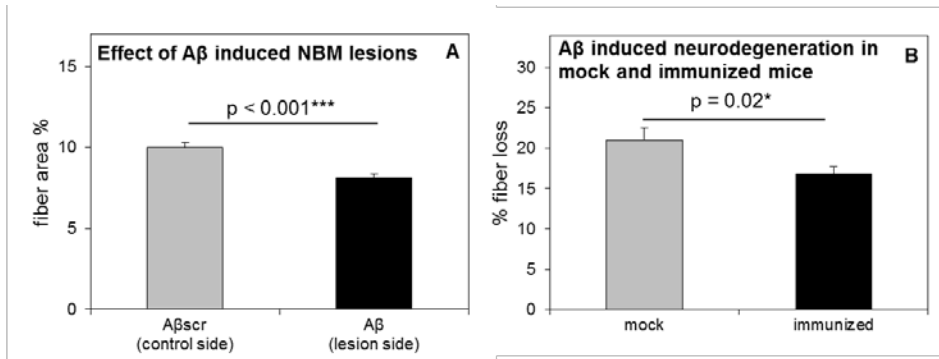 Effect of Aβ induced NBM lesions A
15
p < 0.001***
10
5
0
fiber area %
Aβscr
(control side)
Aβ
(lesion side)
Aβ induced neurodegeneration in
mock and immunized mice
B
30
25
p = 0.02*
20
15
10
5
0
% fiber loss
mock
immunized